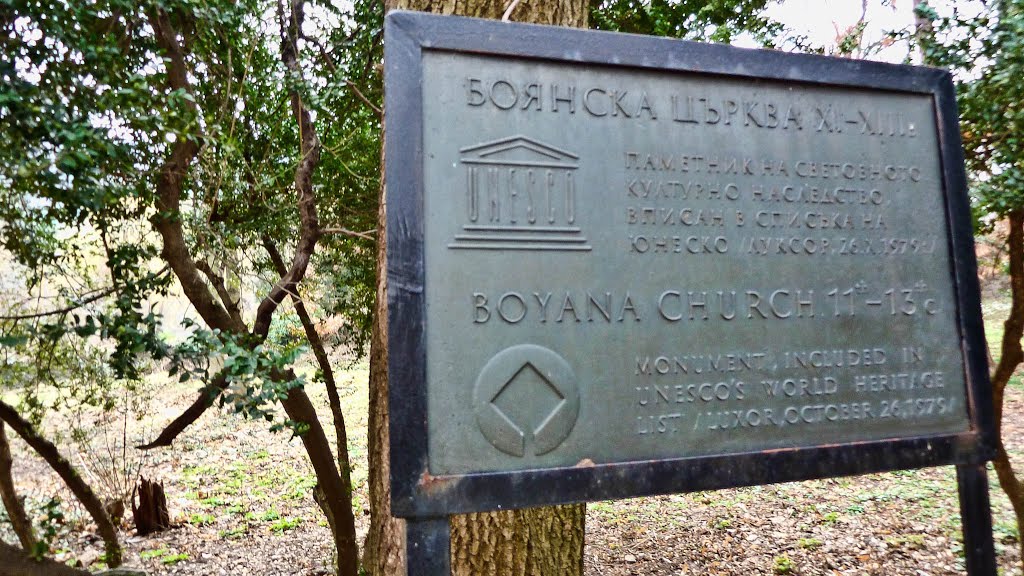 БОЯНСКА ЦЪРКВА XI-XIII
UNESCO
ПАМЕТНИК НА СВЕТОВНОТО
КУЛТУРНО НАСЛЕДСТВО,
ВПИСАН В СПИСЪКА НА
ЮНЕСКО /ЛУКСОР, 26.X.1979г./
BOYANA CHURCH 11th-13th c
MONUMENT, INCLUDED IN
UNESCO'S WORLD HERITAGE
LIST /LUXOR, OCTOBER 26,1979/